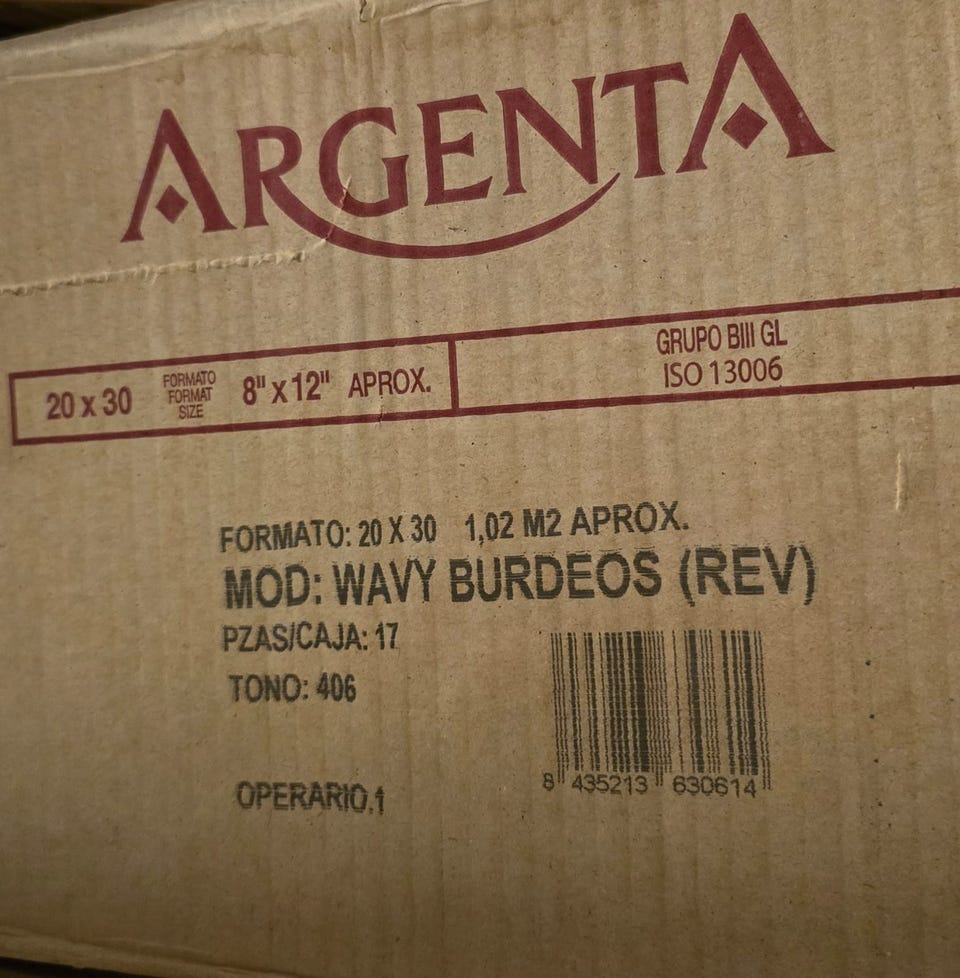 ARGENTA
20 x 30 FORMATO FORMAT SIZE 8" x 12" APROX.
GRUPO BIII GL
ISO 13006
FORMATO: 20 X 30 1,02 M2 APROX.
MOD: WAVY BURDEOS (REV)
PZAS/CAJA: 17
TONO: 406
OPERARIO.1
8 435213 630614